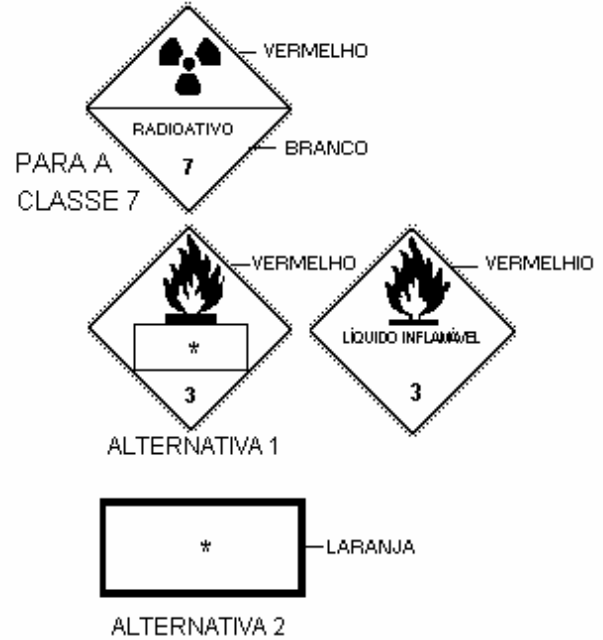 VERMELHO
RADIOATIVO
BRANCO
7
PARA A
CLASSE 7
VERMELHO
*
3
ALTERNATIVA 1
VERMELHIO
LÍQUIDO INFLAMÁVEL
3
*
LARANJA
ALTERNATIVA 2